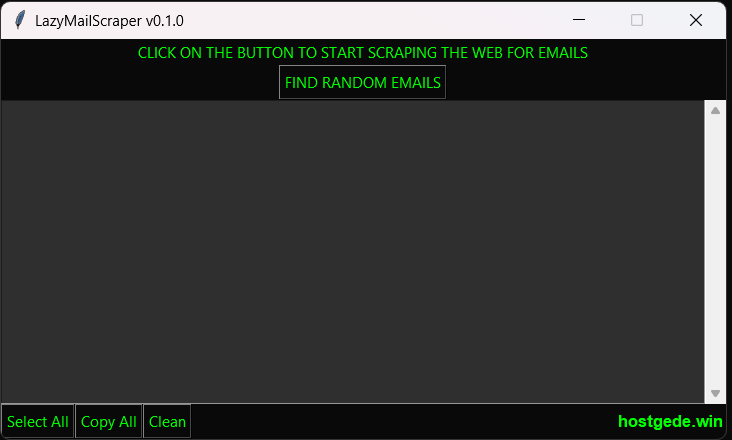 LazyMailScraper v0.1.0
CLICK ON THE BUTTON TO START SCRAPING THE WEB FOR EMAILS
FIND RANDOM EMAILS
Select All Copy All Clean hostgede.win